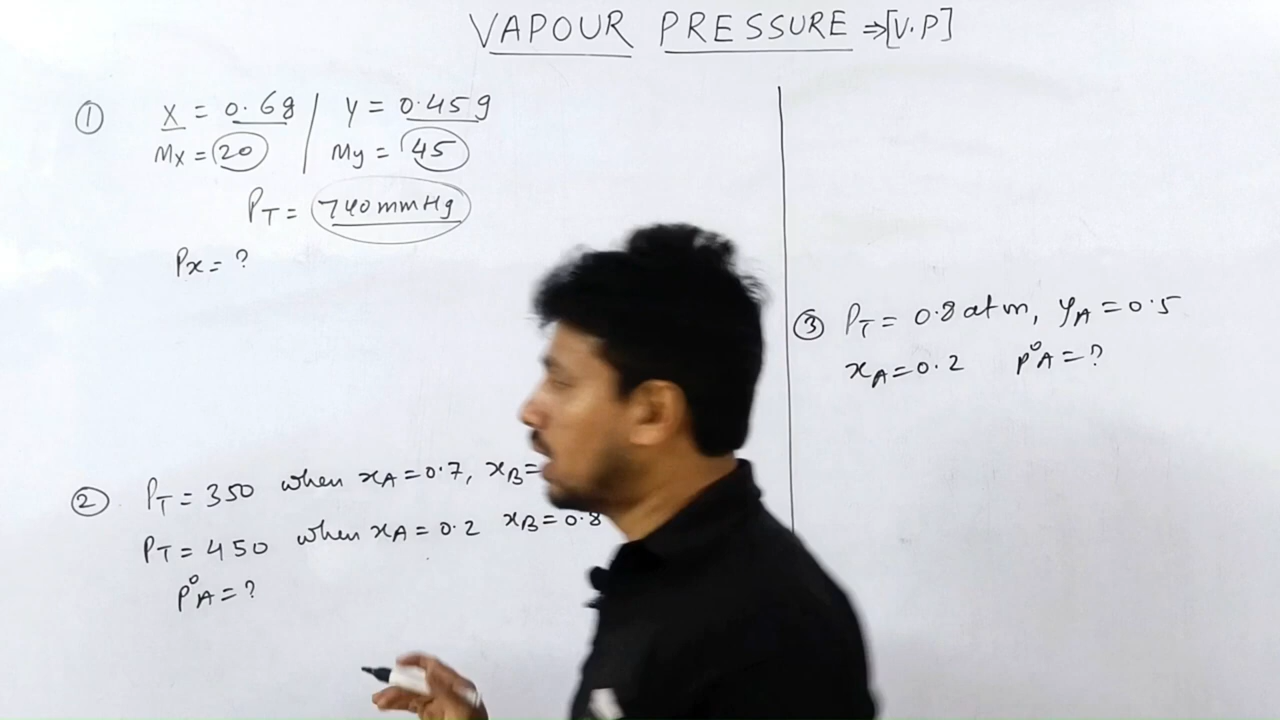 VAPOUR PRESSURE ⇒[V.P]
① X = 0.6g / Y = 0.45g
Mx = 20 / My = 45
PT = 740mmHg
Px = ?
② PT = 350 when xA = 0.7, xB =
PT = 450 when xA = 0.2 xB = 0.8
P°A = ?
③ PT = 0.8 atm, yA = 0.5
xA = 0.2 P°A = ?